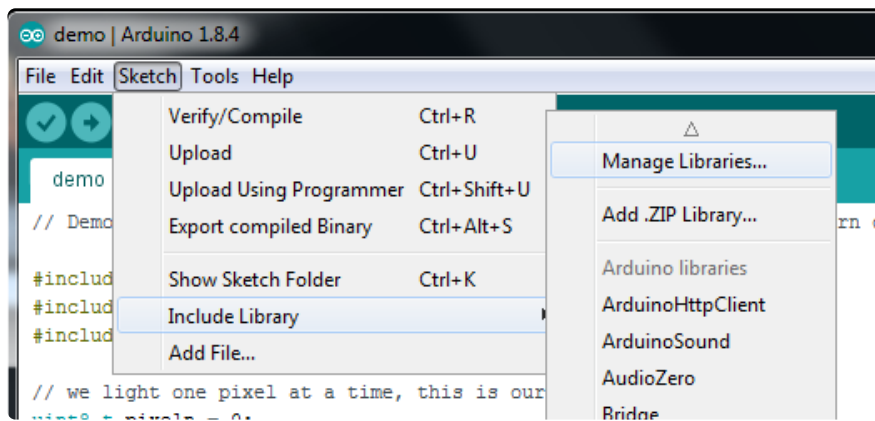 demo | Arduino 1.8.4
File Edit Sketch Tools Help
Verify/Compile Ctrl+R
Upload Ctrl+U
Upload Using Programmer Ctrl+Shift+U
Export compiled Binary Ctrl+Alt+S
Show Sketch Folder Ctrl+K
Include Library
Add File...
Manage Libraries...
Add .ZIP Library...
Arduino libraries
ArduinoHttpClient
ArduinoSound
AudioZero
Bridge
demo
// Demo
#includ
#includ
#includ
// we light one pixel at a time, this is our